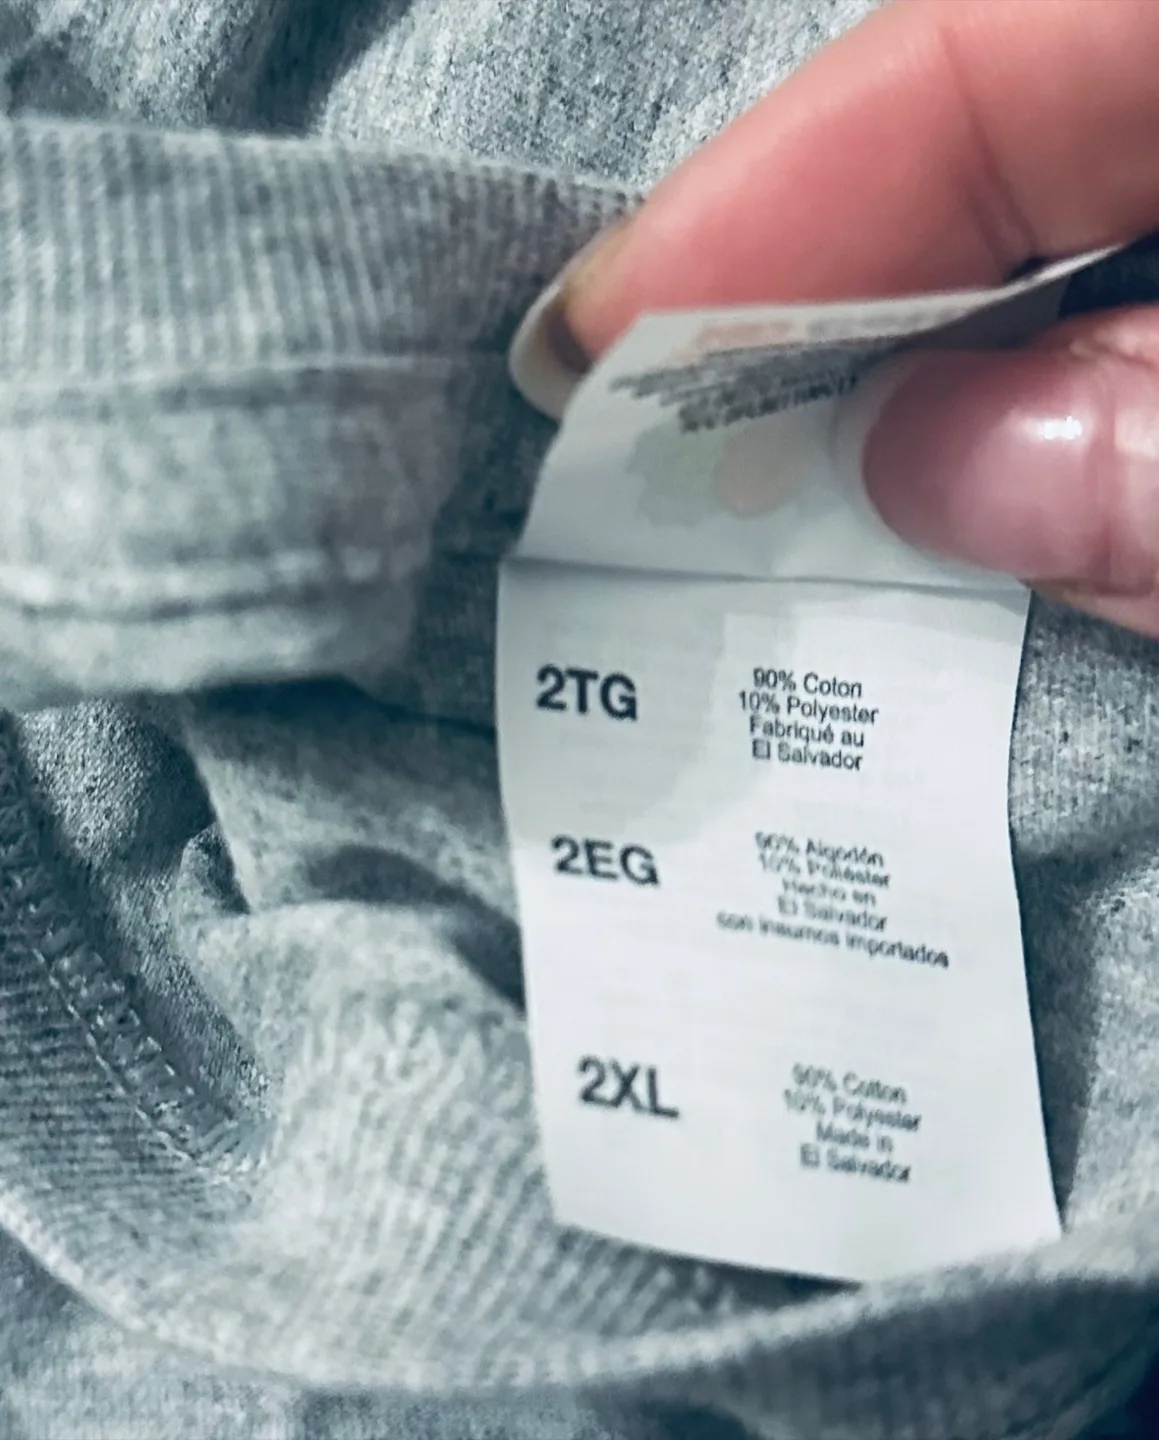 2TG
90% Coton
10% Polyester
Fabriqué au
El Salvador
2EG
90% Algodón
10% Poliéster
Hecho en
El Salvador
con insumos importados
2XL
90% Cotton
10% Polyester
Made in
El Salvador